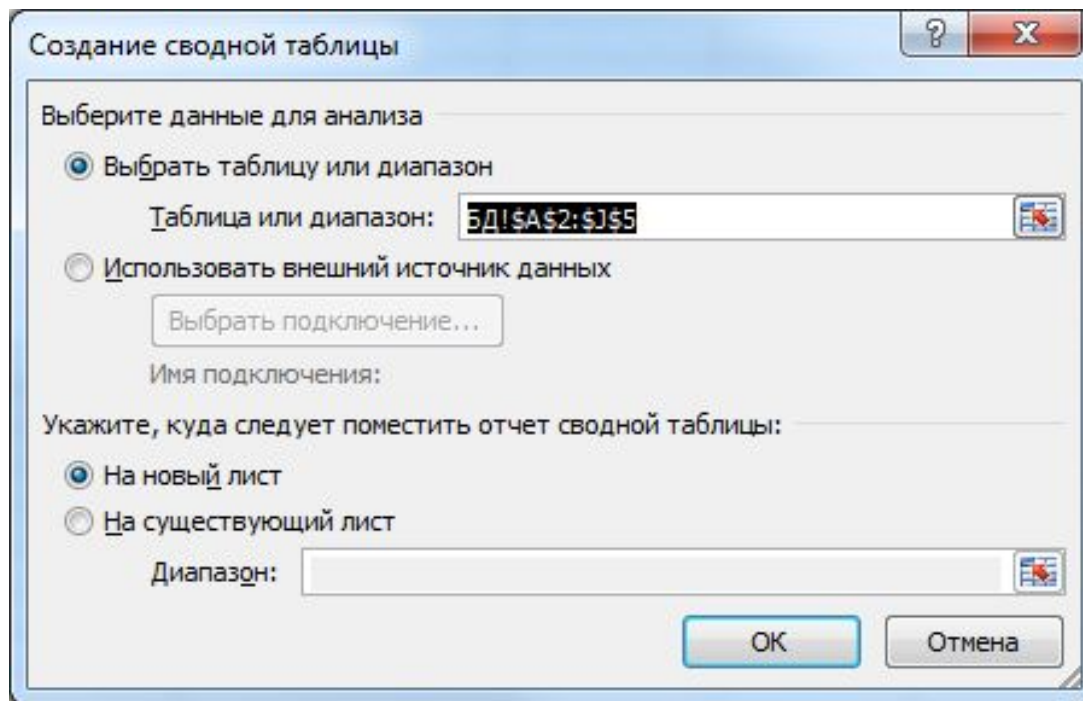 Создание сводной таблицы
Выберите данные для анализа
Выбрать таблицу или диапазон
Таблица или диапазон: БД!$A$2:$J$5
Использовать внешний источник данных
Выбрать подключение...
Имя подключения:
Укажите, куда следует поместить отчет сводной таблицы:
На новый лист
На существующий лист
Диапазон:
ОК Отмена